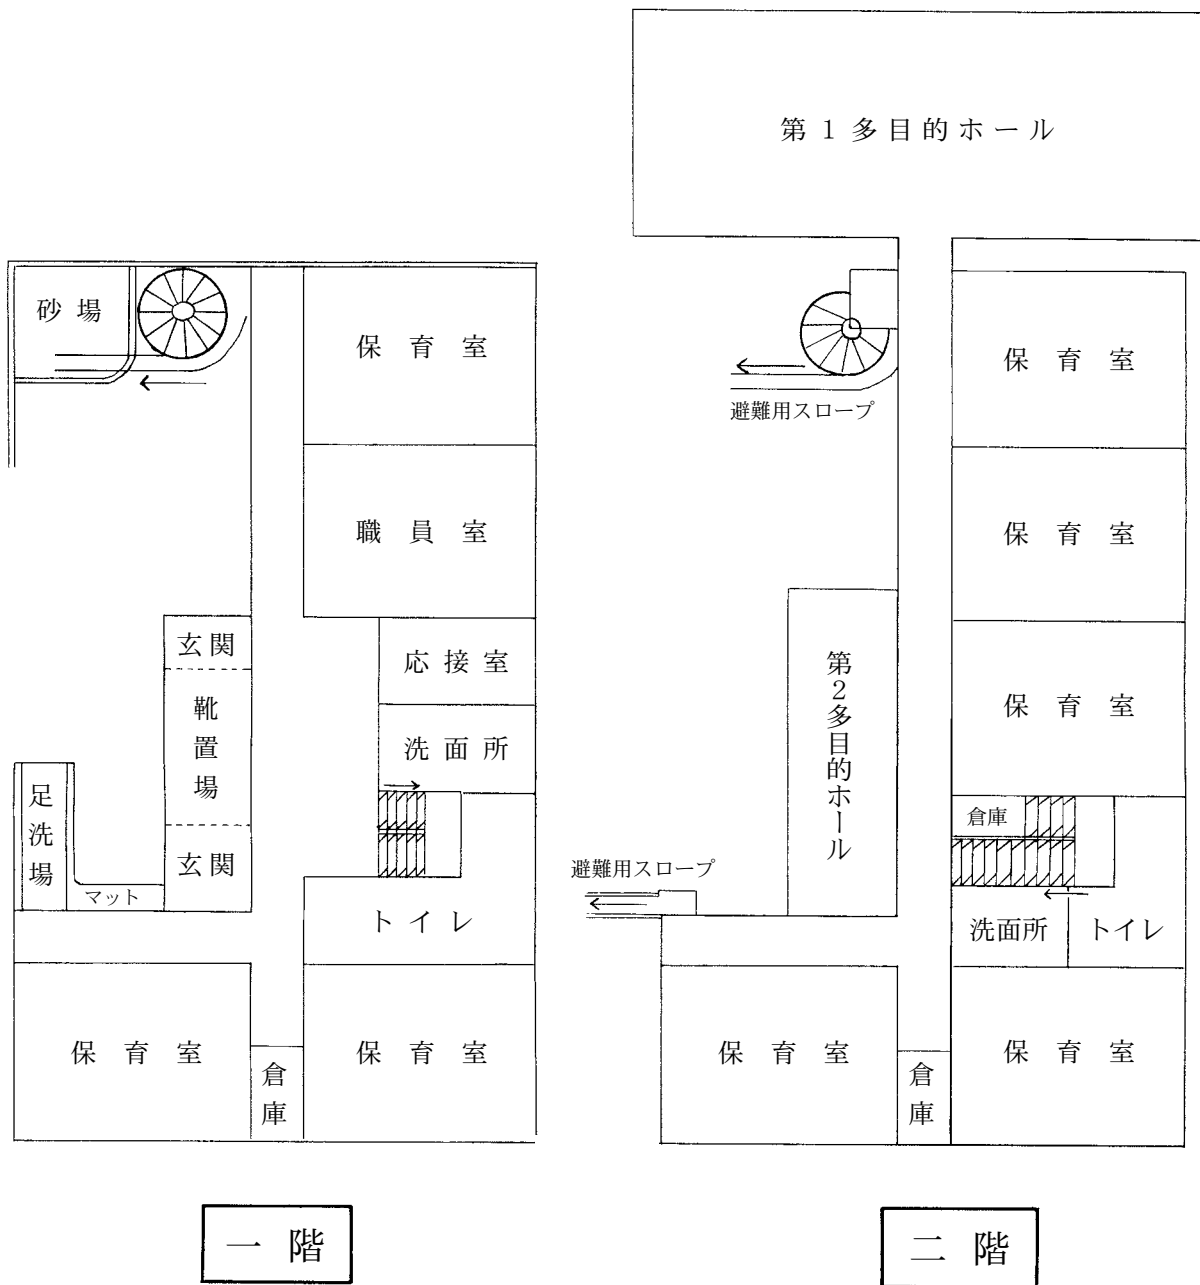 砂場
保育室
職員室
玄関
応接室
靴置場
洗面所
足洗場
玄関
マット
トイレ
保育室
保育室
倉庫
一階
第1多目的ホール
保育室
避難用スロープ
保育室
第2多目的ホール
保育室
倉庫
避難用スロープ
洗面所
トイレ
保育室
保育室
倉庫
二階